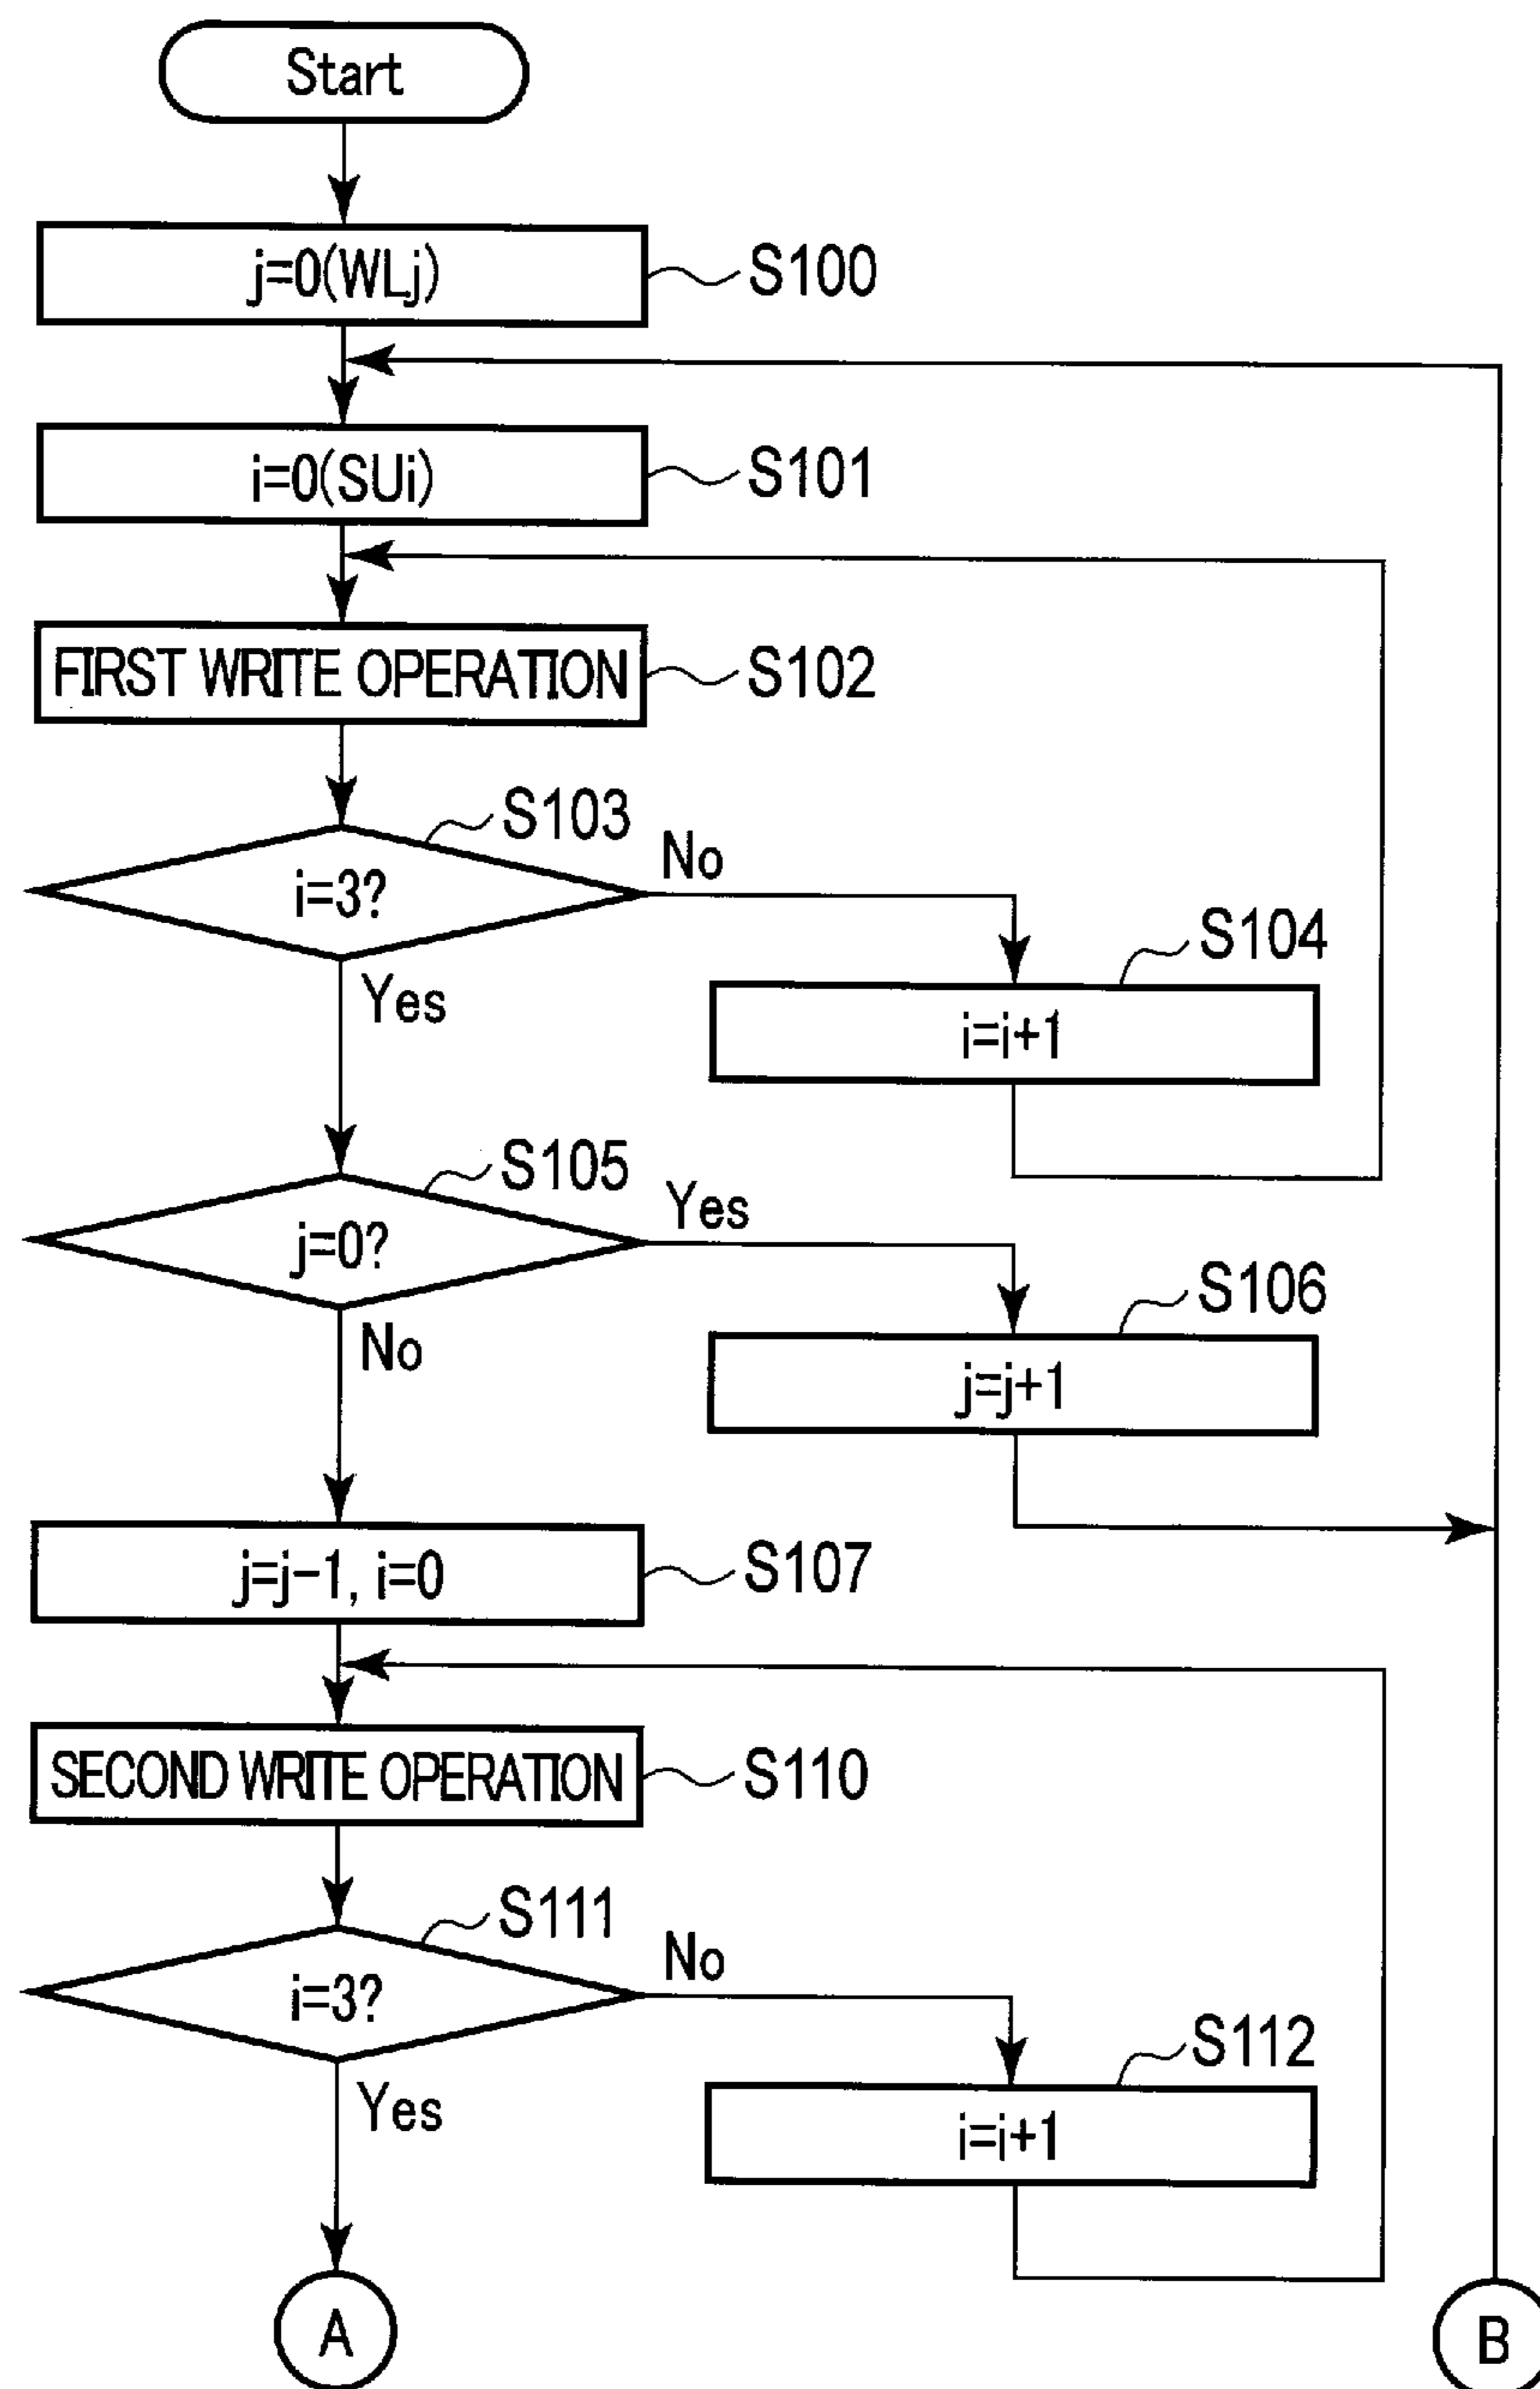 Start
j=0(WLj)
S100
i=0(SUi)
S101
FIRST WRITE OPERATION
S102
S103
i=3?
No
S104
Yes
i=i+1
S105
j=0?
Yes
S106
No
j=j+1
j=j-1, i=0
S107
SECOND WRITE OPERATION
S110
S111
i=3?
No
S112
Yes
i=i+1
A
B